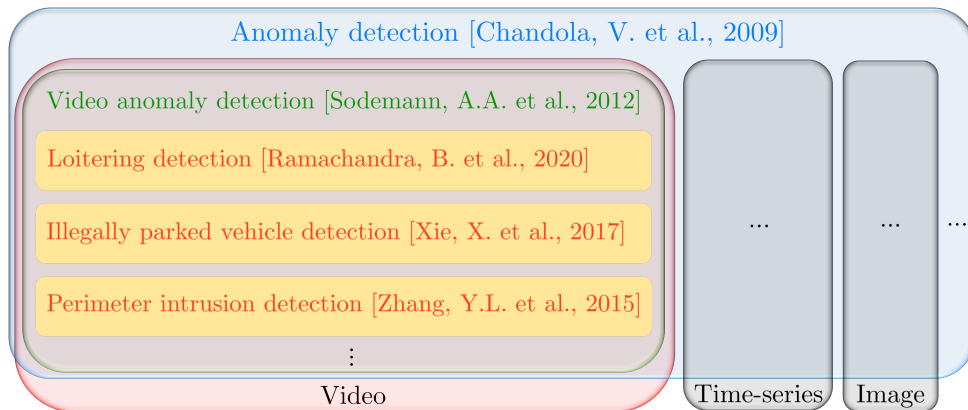 Anomaly detection [Chandola, V. et al., 2009]
Video anomaly detection [Sodemann, A.A. et al., 2012]
Loitering detection [Ramachandra, B. et al., 2020]
Illegally parked vehicle detection [Xie, X. et al., 2017]
Perimeter intrusion detection [Zhang, Y.L. et al., 2015]
⋮
... ... ...
Video Time-series Image